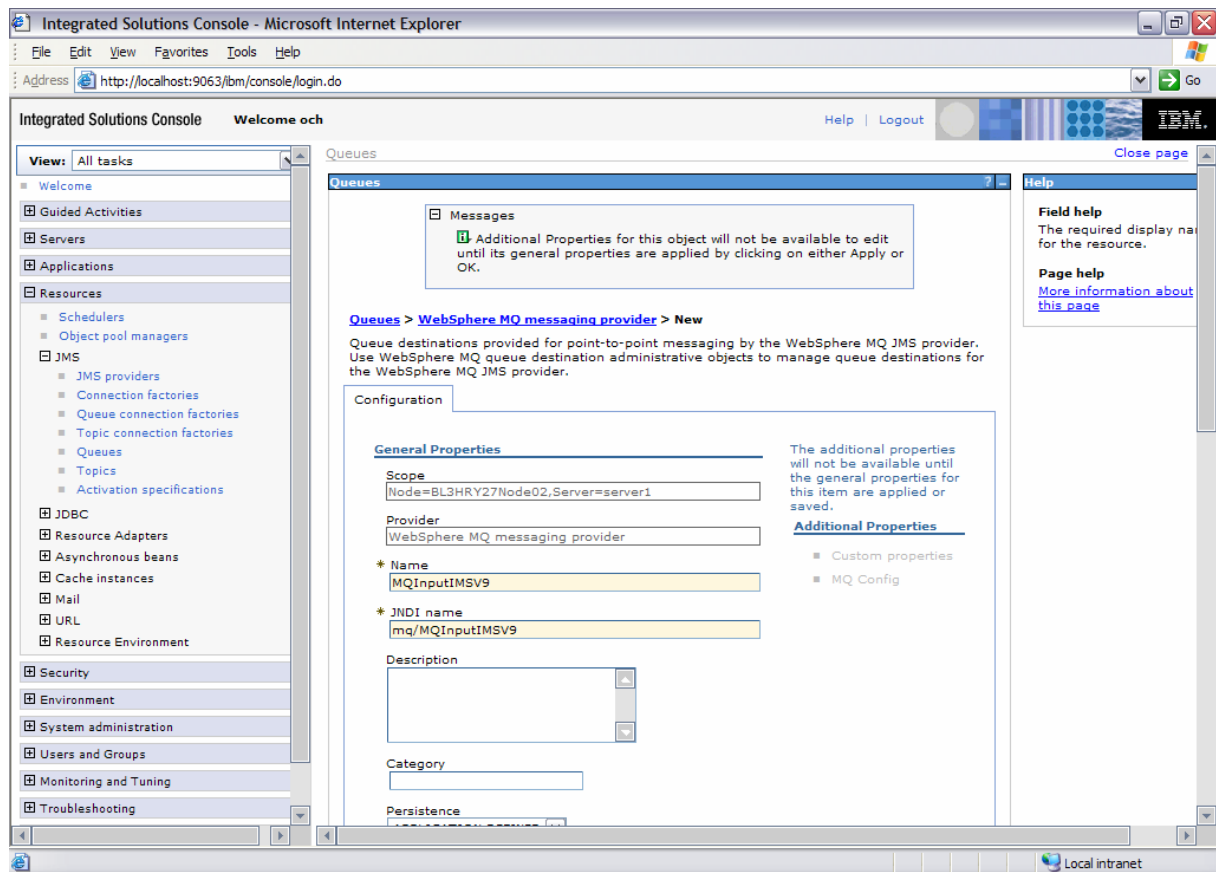 Integrated Solutions Console - Microsoft Internet Explorer
File Edit View Favorites Tools Help
Address http://localhost:9063/ibm/console/login.do Go
Integrated Solutions Console Welcome och Help | Logout IBM.
View: All tasks
Welcome
Guided Activities
Servers
Applications
Resources
Schedulers
Object pool managers
JMS
JMS providers
Connection factories
Queue connection factories
Topic connection factories
Queues
Topics
Activation specifications
JDBC
Resource Adapters
Asynchronous beans
Cache instances
Mail
URL
Resource Environment
Security
Environment
System administration
Users and Groups
Monitoring and Tuning
Troubleshooting
Queues Close page
Queues ? -
Messages
Additional Properties for this object will not be available to edit
until its general properties are applied by clicking on either Apply or
OK.
Queues > WebSphere MQ messaging provider > New
Queue destinations provided for point-to-point messaging by the WebSphere MQ JMS provider.
Use WebSphere MQ queue destination administrative objects to manage queue destinations for
the WebSphere MQ JMS provider.
Configuration
General Properties
Scope
Node=BL3HRY27Node02,Server=server1
Provider
WebSphere MQ messaging provider
* Name
MQInputIMSV9
* JNDI name
mq/MQInputIMSV9
Description
Category
Persistence
The additional properties
will not be available until
the general properties for
this item are applied or
saved.
Additional Properties
Custom properties
MQ Config
Help
Field help
The required display
for the resource.
Page help
More information about
this page
Local intranet